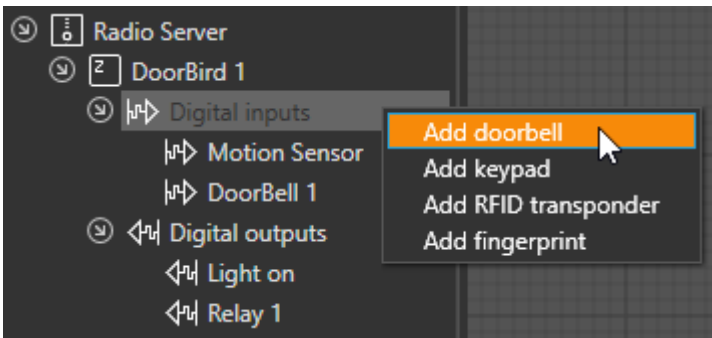 Radio Server
DoorBird 1
Digital inputs
Motion Sensor
DoorBell 1
Digital outputs
Light on
Relay 1
Add doorbell
Add keypad
Add RFID transponder
Add fingerprint